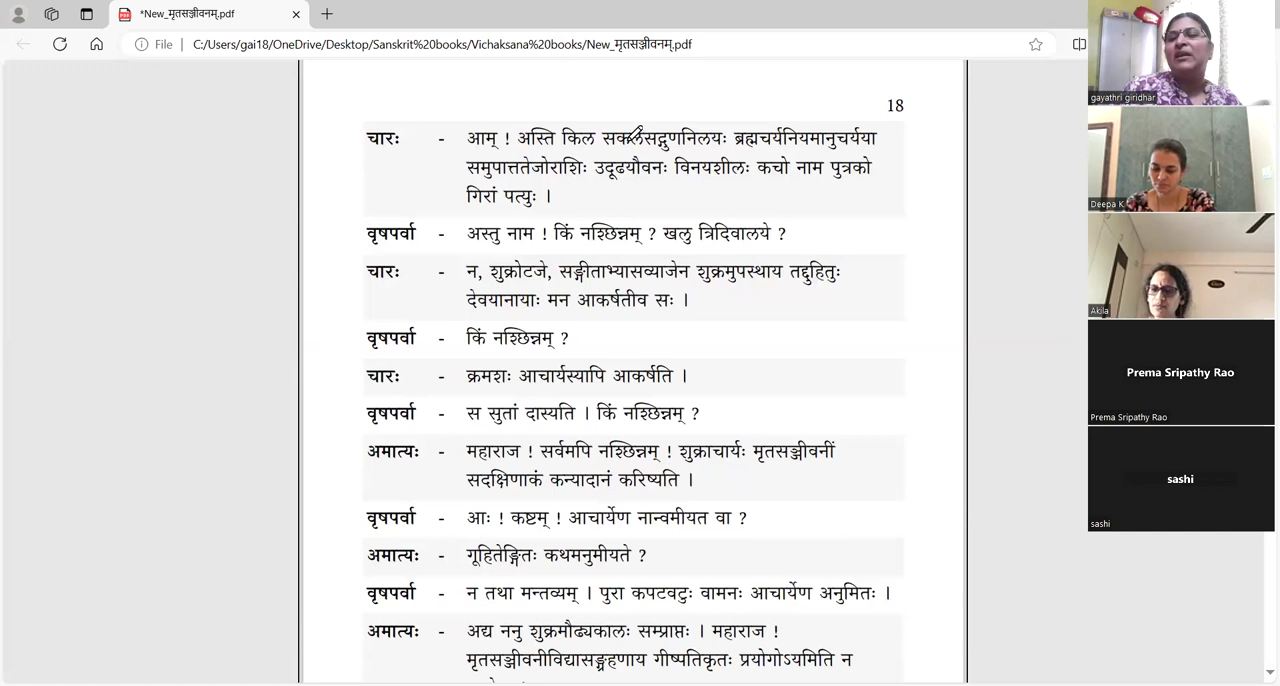 *New_मृतसञ्जीवनम्.pdf
File
C:/Users/gai18/OneDrive/Desktop/Sanskrit%20books/Vichaksana%20books/New_मृतसञ्जीवनम्.pdf
18
चारः - आम् ! अस्ति किल सकलसद्गुणनिलयः ब्रह्मचर्यनियमानुचर्यया
समुपात्ततेजोराशिः उदूढयौवनः विनयशीलः कचो नाम पुत्रको
गिरां पत्युः ।
वृषपर्वा - अस्तु नाम ! किं नश्छिन्नम् ? खलु त्रिदिवालये ?
चारः - न, शुक्रोटजे, सङ्गीताभ्यासव्याजेन शुक्रमुपस्थाय तद्दुहितुः
देवयानायाः मन आकर्षतीव सः ।
वृषपर्वा - किं नश्छिन्नम् ?
चारः - क्रमशः आचार्यस्यापि आकर्षति ।
वृषपर्वा - स सुतां दास्यति । किं नश्छिन्नम् ?
अमात्यः - महाराज ! सर्वमपि नश्छिन्नम् ! शुक्राचार्यः मृतसञ्जीवनीं
सदक्षिणाकं कन्यादानं करिष्यति ।
वृषपर्वा - आः ! कष्टम् ! आचार्येण नान्वमीयत वा ?
अमात्यः - गूहितेङ्गितः कथमनुमीयते ?
वृषपर्वा - न तथा मन्तव्यम् । पुरा कपटवटुः वामनः आचार्येण अनुमितः ।
अमात्यः - अद्य ननु शुक्रमौढ्यकालः सम्प्राप्तः । महाराज !
मृतसञ्जीवनीविद्यासङ्ग्रहणाय गीष्पतिकृतः प्रयोगोऽयमिति न
gayathri giridhar
Deepa K
Akila
Prema Sripathy Rao
Prema Sripathy Rao
sashi
sashi